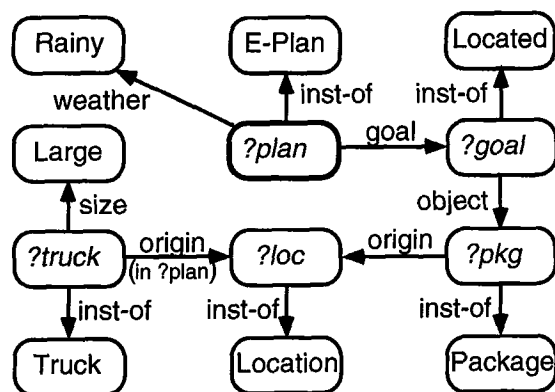 Rainy
E-Plan
Located
weather
inst-of
inst-of
Large
?plan
goal
?goal
size
object
?truck
origin
(in ?plan)
?loc
origin
?pkg
inst-of
inst-of
inst-of
Truck
Location
Package